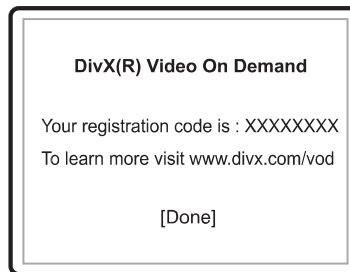 DivX(R) Video On Demand
Your registration code is : XXXXXXXX
To learn more visit www.divx.com/vod
[Done]